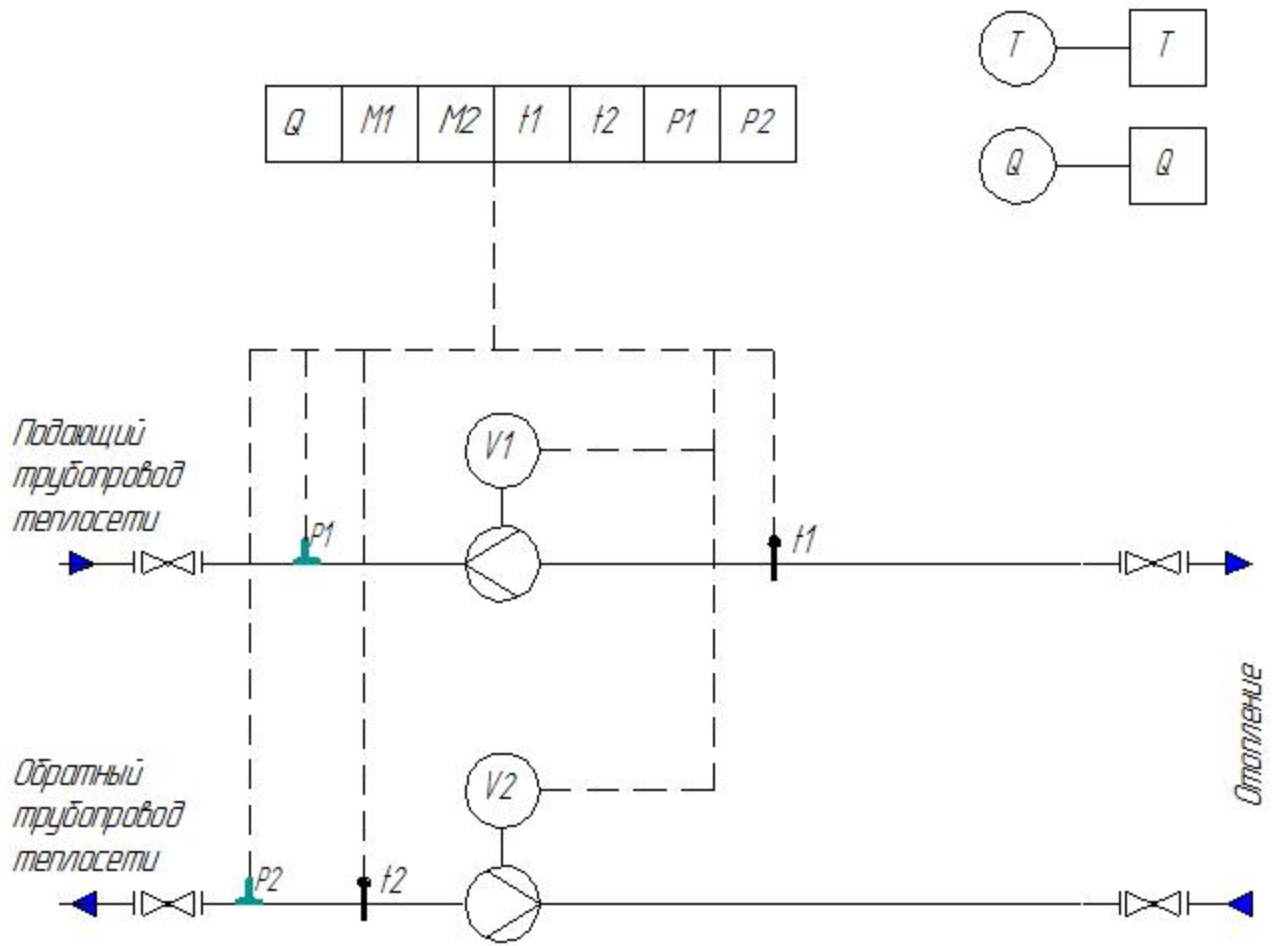 T T
Q M1 M2 t1 t2 P1 P2
Q Q
Подающий
трубопровод
теплосети
V1
P1
t1
Отопление
Обратный
трубопровод
теплосети
V2
P2
t2